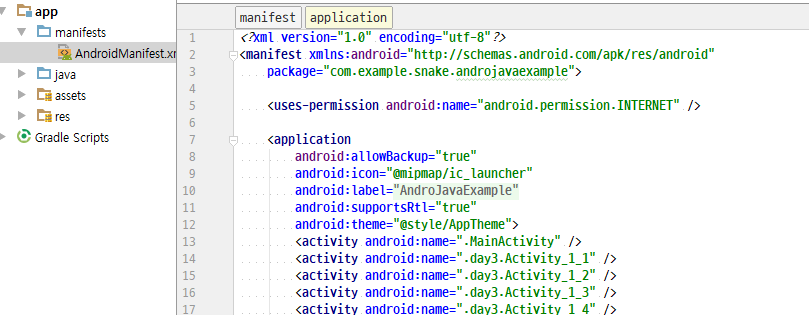 app
manifests
AndroidManifest.xm
java
assets
res
Gradle Scripts
manifest application
1 <?xml version="1.0" encoding="utf-8"?>
2 <manifest xmlns:android="http://schemas.android.com/apk/res/android"
3 package="com.example.snake.androjavaexample">
4
5 <uses-permission android:name="android.permission.INTERNET" />
6
7 <application
8 android:allowBackup="true"
9 android:icon="@mipmap/ic_launcher"
10 android:label="AndroJavaExample"
11 android:supportsRtl="true"
12 android:theme="@style/AppTheme">
13 <activity android:name=".MainActivity" />
14 <activity android:name=".day3.Activity_1_1" />
15 <activity android:name=".day3.Activity_1_2" />
16 <activity android:name=".day3.Activity_1_3" />
17 <activity android:name=".day3.Activity_1_4" />